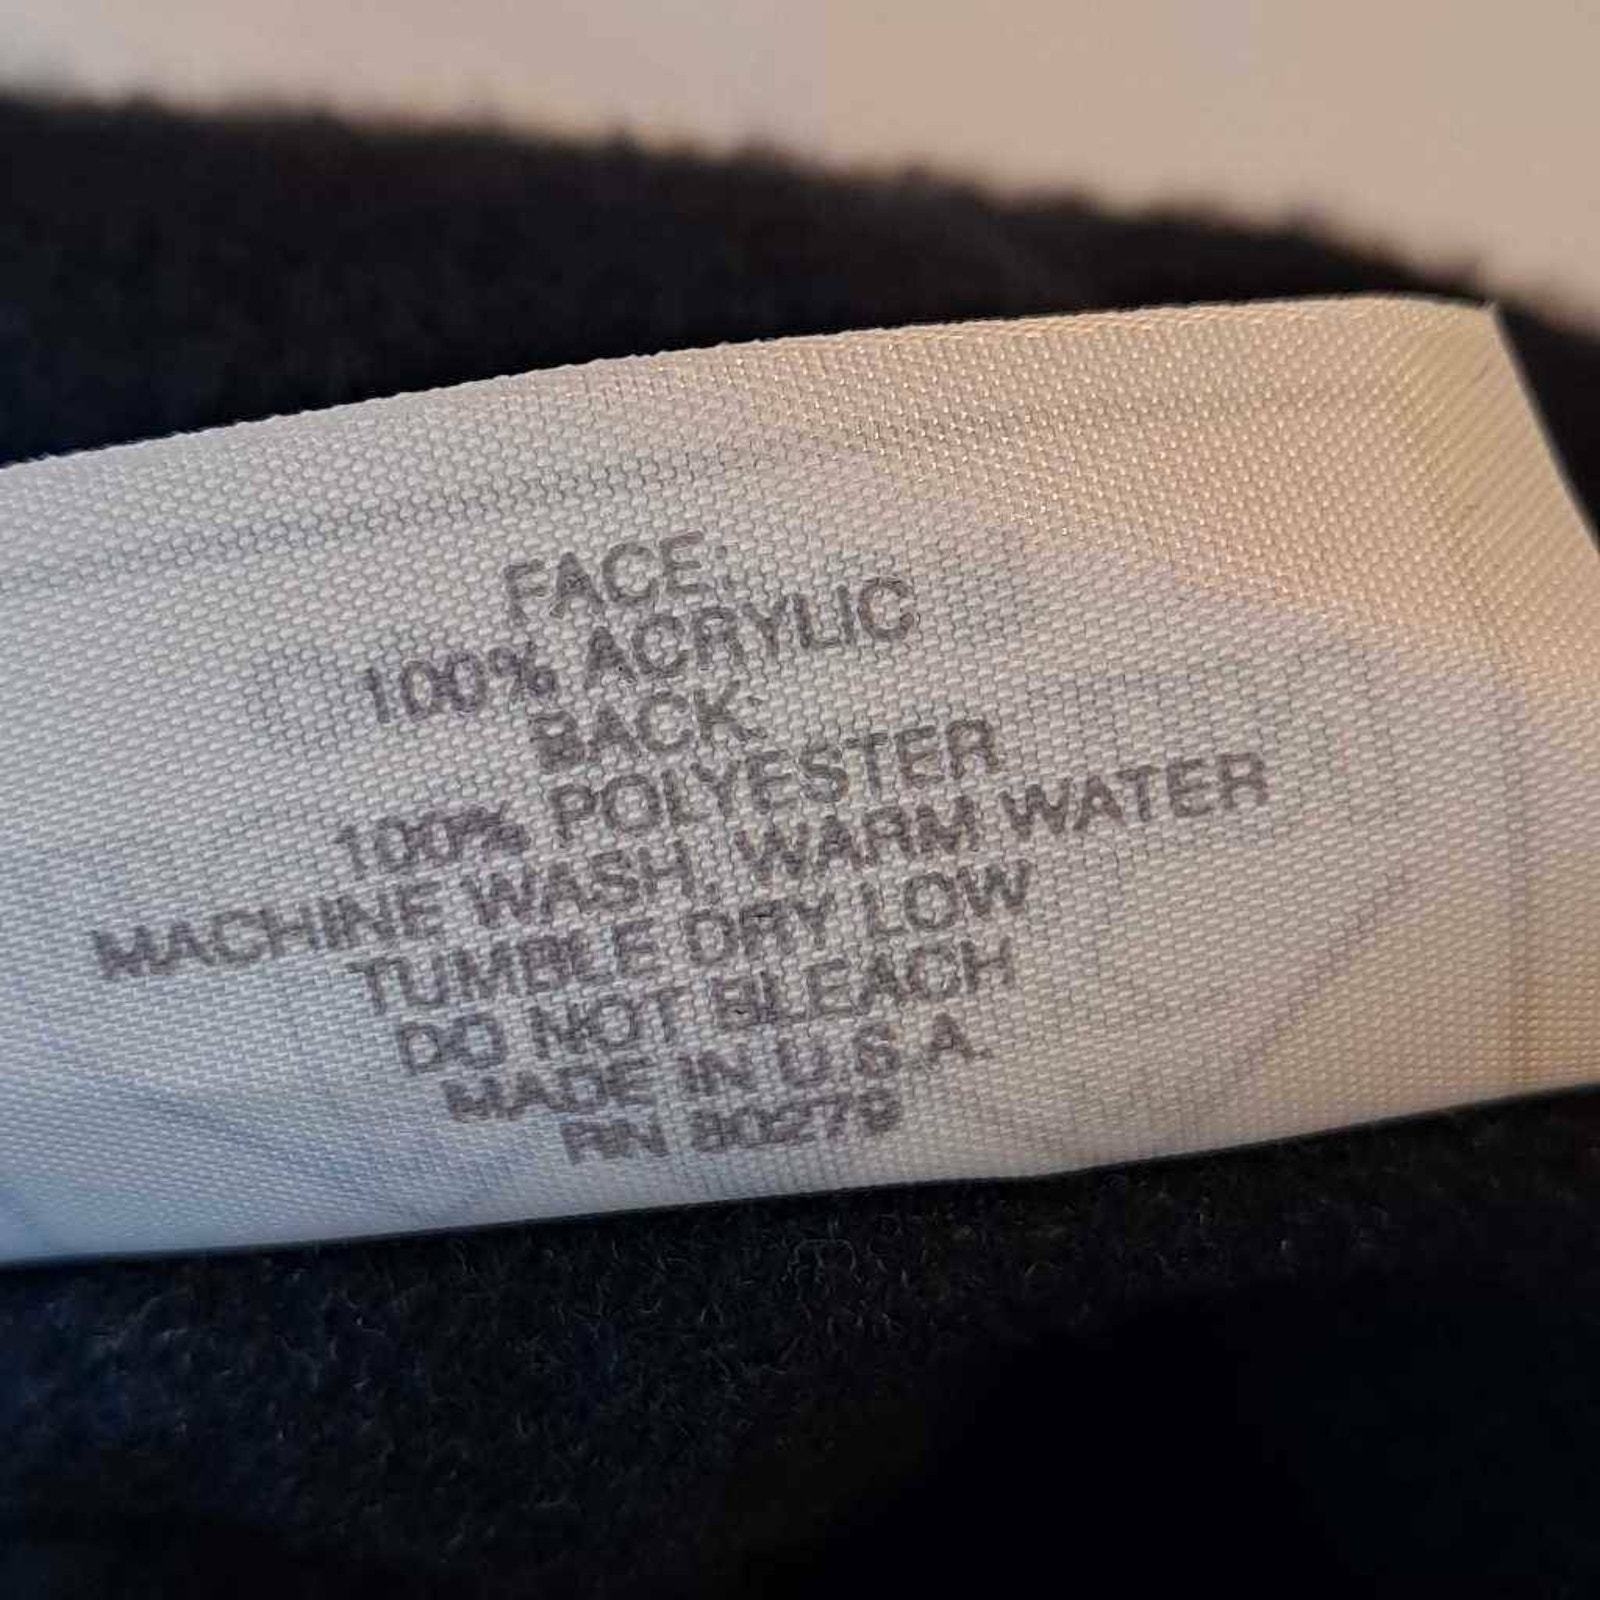 FACE:
100% ACRYLIC
BACK:
100% POLYESTER
MACHINE WASH, WARM WATER
TUMBLE DRY LOW
DO NOT BLEACH
MADE IN U.S.A.
RN 80279